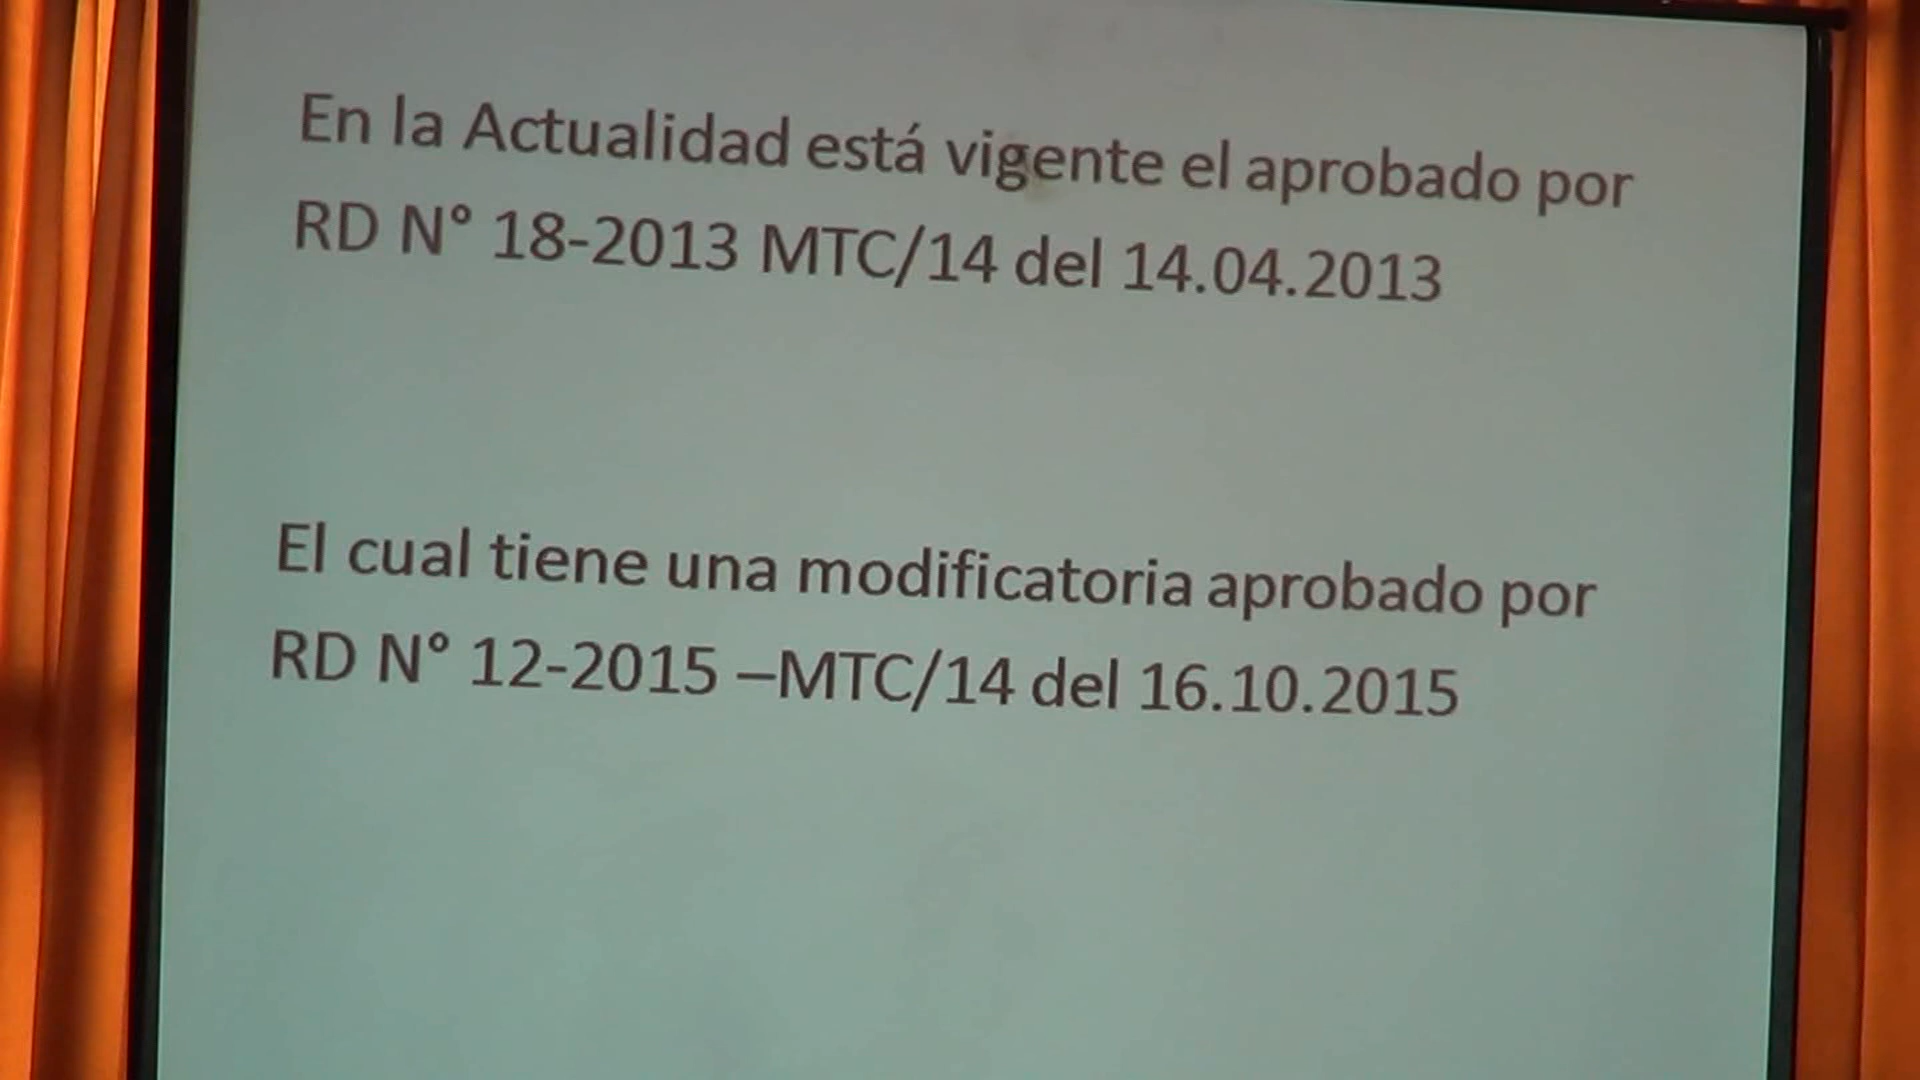 En la Actualidad está vigente el aprobado por
RD N° 18-2013 MTC/14 del 14.04.2013
El cual tiene una modificatoria aprobado por
RD N° 12-2015 –MTC/14 del 16.10.2015